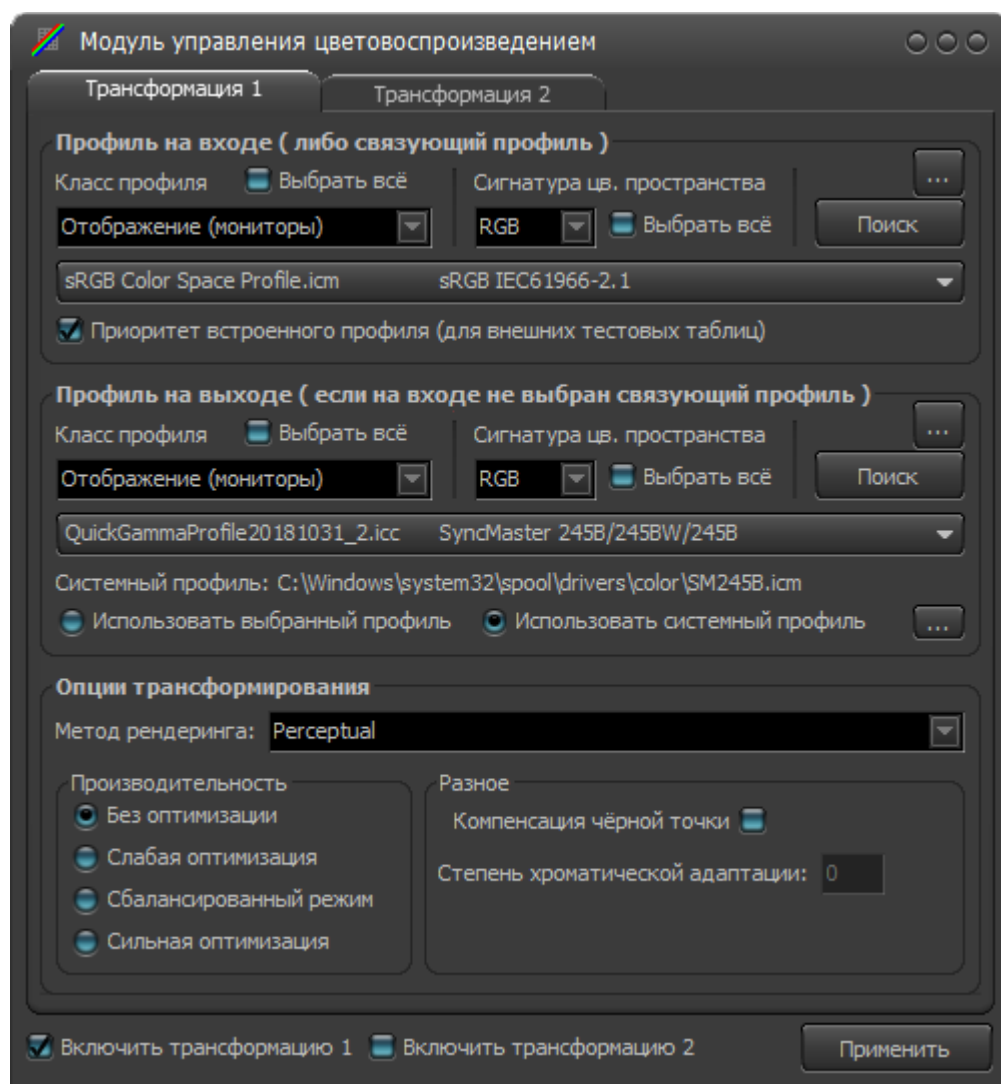 Модуль управления цветовоспроизведением
Трансформация 1 Трансформация 2
Профиль на входе ( либо связующий профиль )
Класс профиля Выбрать всё Сигнатура цв. пространства ...
Отображение (мониторы) RGB Выбрать всё Поиск
sRGB Color Space Profile.icm sRGB IEC61966-2.1
Приоритет встроенного профиля (для внешних тестовых таблиц)
Профиль на выходе ( если на входе не выбран связующий профиль )
Класс профиля Выбрать всё Сигнатура цв. пространства ...
Отображение (мониторы) RGB Выбрать всё Поиск
QuickGammaProfile20181031_2.icc SyncMaster 245B/245BW/245B
Системный профиль: C:\Windows\system32\spool\drivers\color\SM245B.icm
Использовать выбранный профиль Использовать системный профиль ...
Опции трансформирования
Метод рендеринга: Perceptual
Производительность Разное
Без оптимизации Компенсация чёрной точки
Слабая оптимизация
Степень хроматической адаптации: 0
Сбалансированный режим
Сильная оптимизация
Включить трансформацию 1 Включить трансформацию 2 Применить